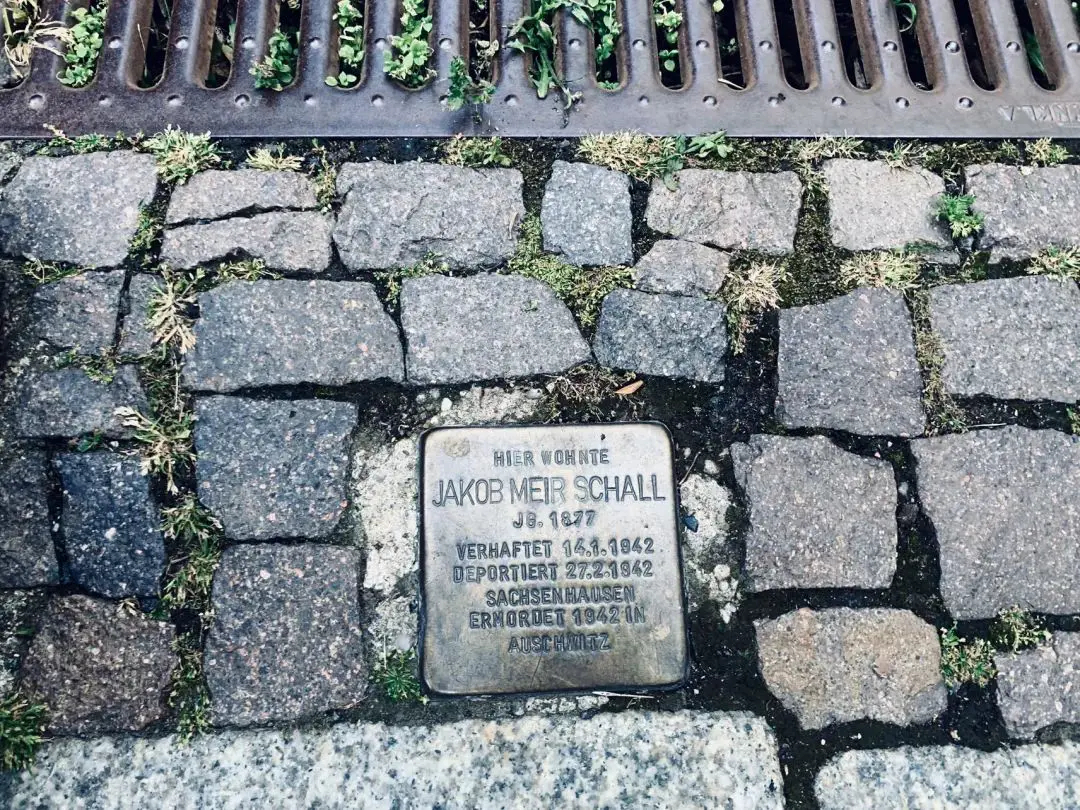 HIER WOHNTE
JAKOB MEIR SCHALL
JG. 1877
VERHAFTET 14.1.1942
DEPORTIERT 27.2.1942
SACHSENHAUSEN
ERMORDET 1942 IN
AUSCHWITZ